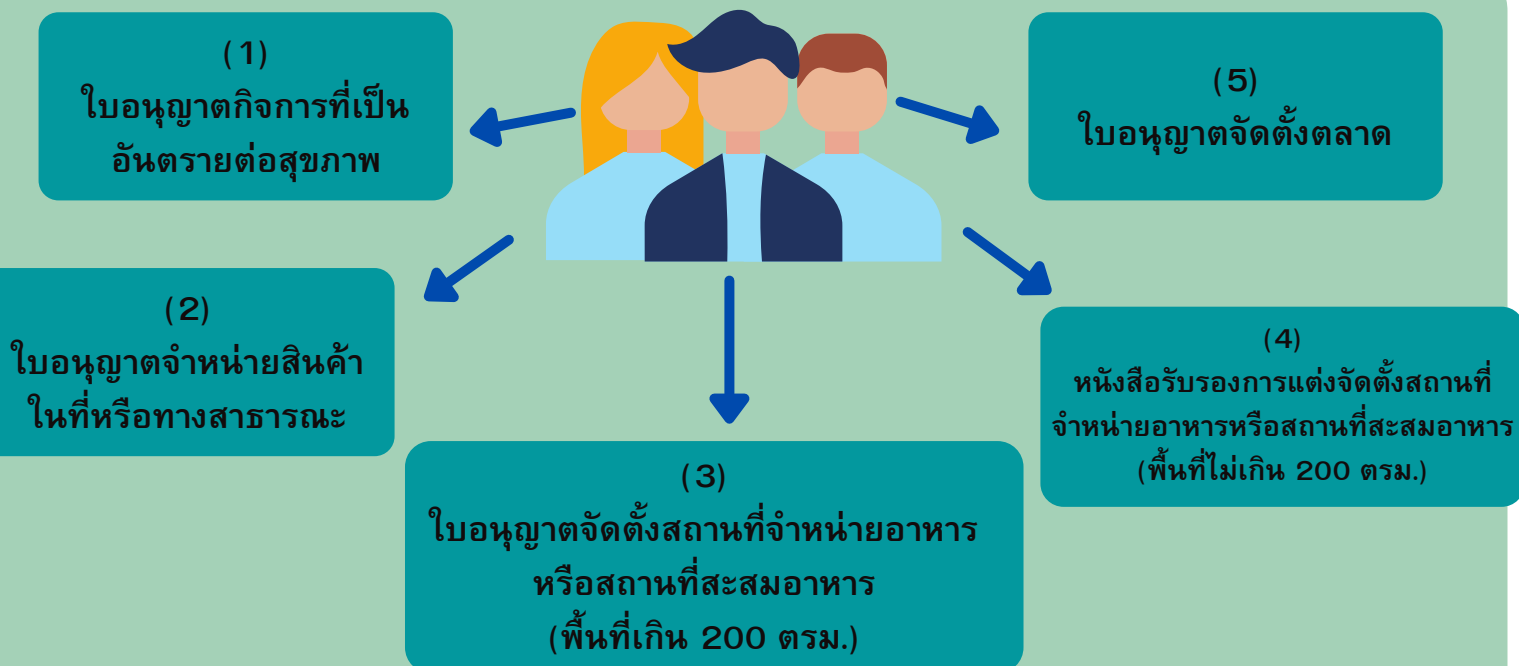 (1)
ใบอนุญาตกิจการที่เป็น
อันตรายต่อสุขภาพ
(2)
ใบอนุญาตจำหน่ายสินค้า
ในที่หรือทางสาธารณะ
(3)
ใบอนุญาตจัดตั้งสถานที่จำหน่ายอาหาร
หรือสถานที่สะสมอาหาร
(พื้นที่เกิน 200 ตรม.)
(4)
หนังสือรับรองการแต่งจัดตั้งสถานที่
จำหน่ายอาหารหรือสถานที่สะสมอาหาร
(พื้นที่ไม่เกิน 200 ตรม.)
(5)
ใบอนุญาตจัดตั้งตลาด